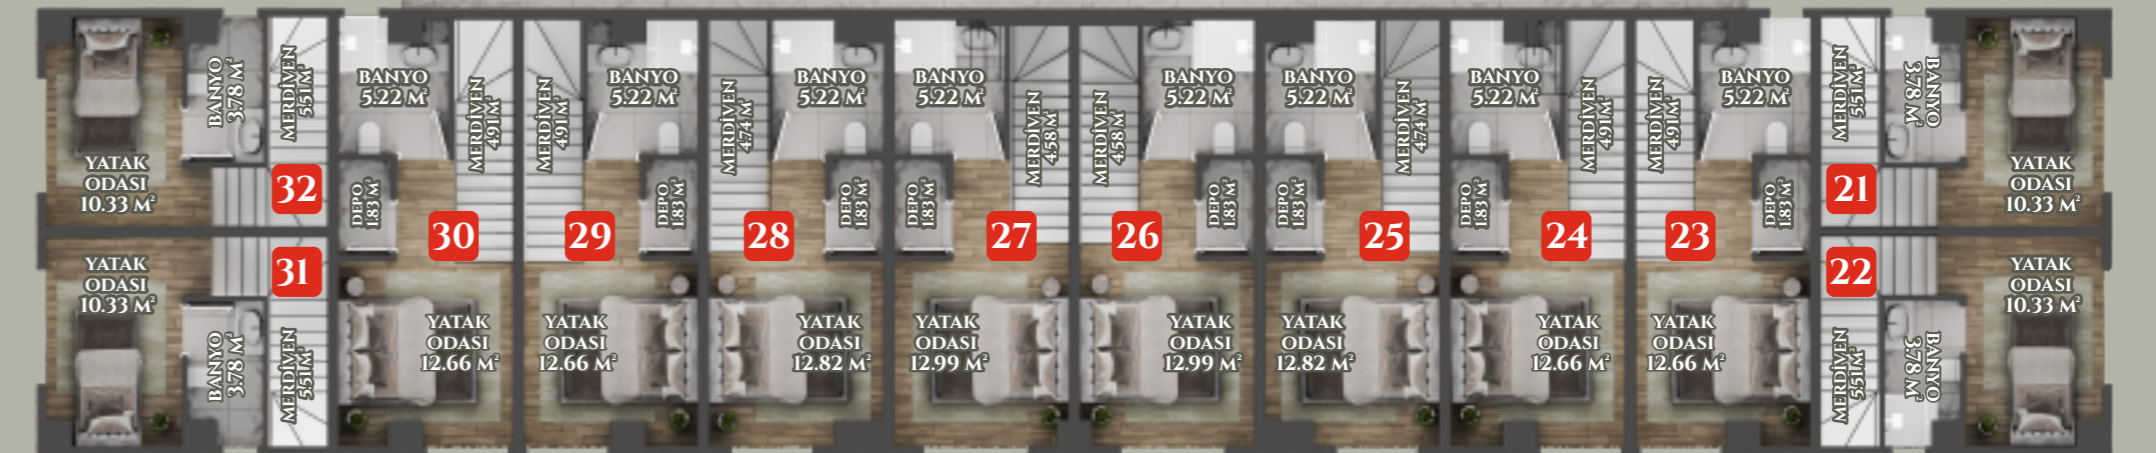 YATAK
ODASI
10.33 M²
BANYO
3.78 M²
MERDİVEN
5.51 M²
32
YATAK
ODASI
10.33 M²
BANYO
3.78 M²
MERDİVEN
5.51 M²
31
BANYO
5.22 M²
MERDİVEN
4.91 M²
DEPO
1.83 M²
30
YATAK
ODASI
12.66 M²
MERDİVEN
4.91 M²
BANYO
5.22 M²
DEPO
1.83 M²
29
YATAK
ODASI
12.66 M²
MERDİVEN
4.74 M²
BANYO
5.22 M²
DEPO
1.83 M²
28
YATAK
ODASI
12.82 M²
BANYO
5.22 M²
MERDİVEN
4.58 M²
DEPO
1.83 M²
27
YATAK
ODASI
12.99 M²
MERDİVEN
4.58 M²
BANYO
5.22 M²
DEPO
1.83 M²
26
YATAK
ODASI
12.99 M²
BANYO
5.22 M²
MERDİVEN
4.74 M²
DEPO
1.83 M²
25
YATAK
ODASI
12.82 M²
BANYO
5.22 M²
MERDİVEN
4.91 M²
DEPO
1.83 M²
24
YATAK
ODASI
12.66 M²
MERDİVEN
4.91 M²
BANYO
5.22 M²
DEPO
1.83 M²
23
YATAK
ODASI
12.66 M²
MERDİVEN
5.51 M²
BANYO
3.78 M²
21
YATAK
ODASI
10.33 M²
22
MERDİVEN
5.51 M²
BANYO
3.78 M²
YATAK
ODASI
10.33 M²